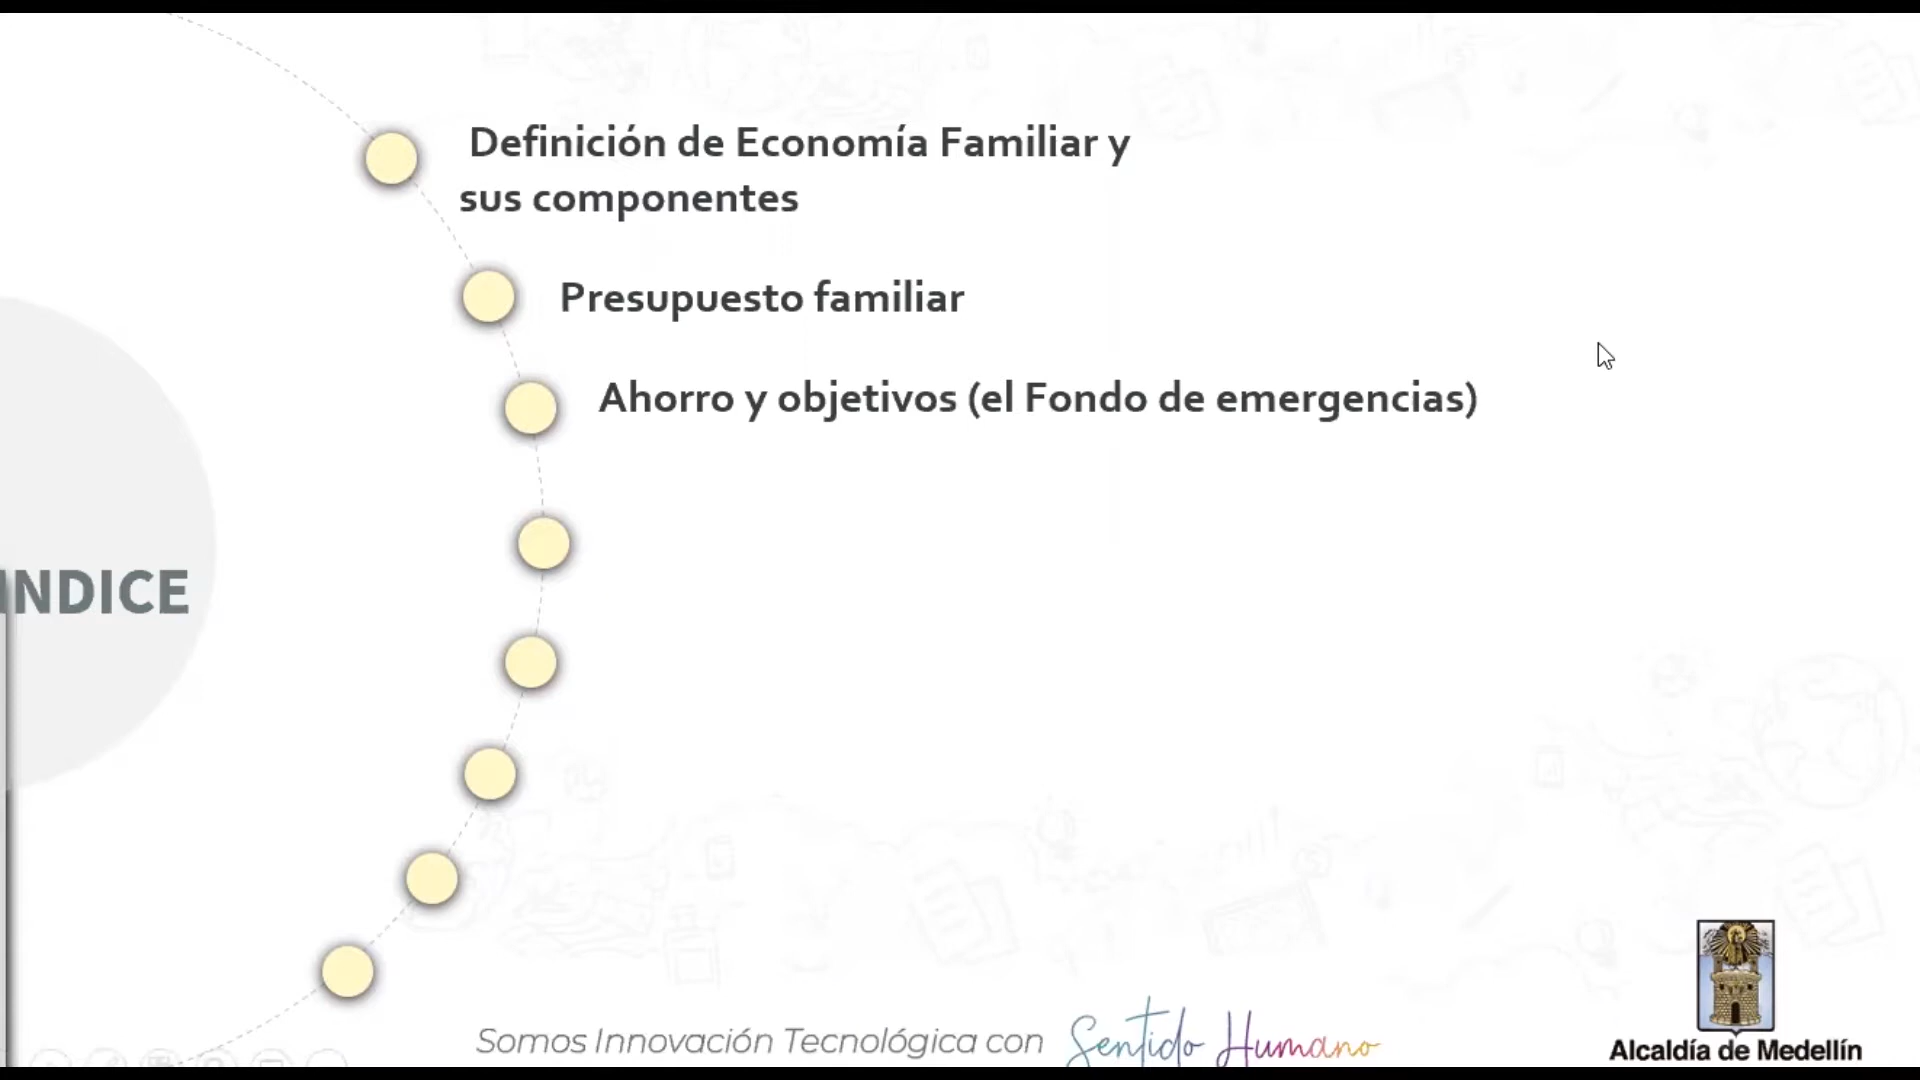 Definición de Economía Familiar y
sus componentes
Presupuesto familiar
Ahorro y objetivos (el Fondo de emergencias)
INDICE
Somos Innovación Tecnológica con Sentido Humano
Alcaldía de Medellín